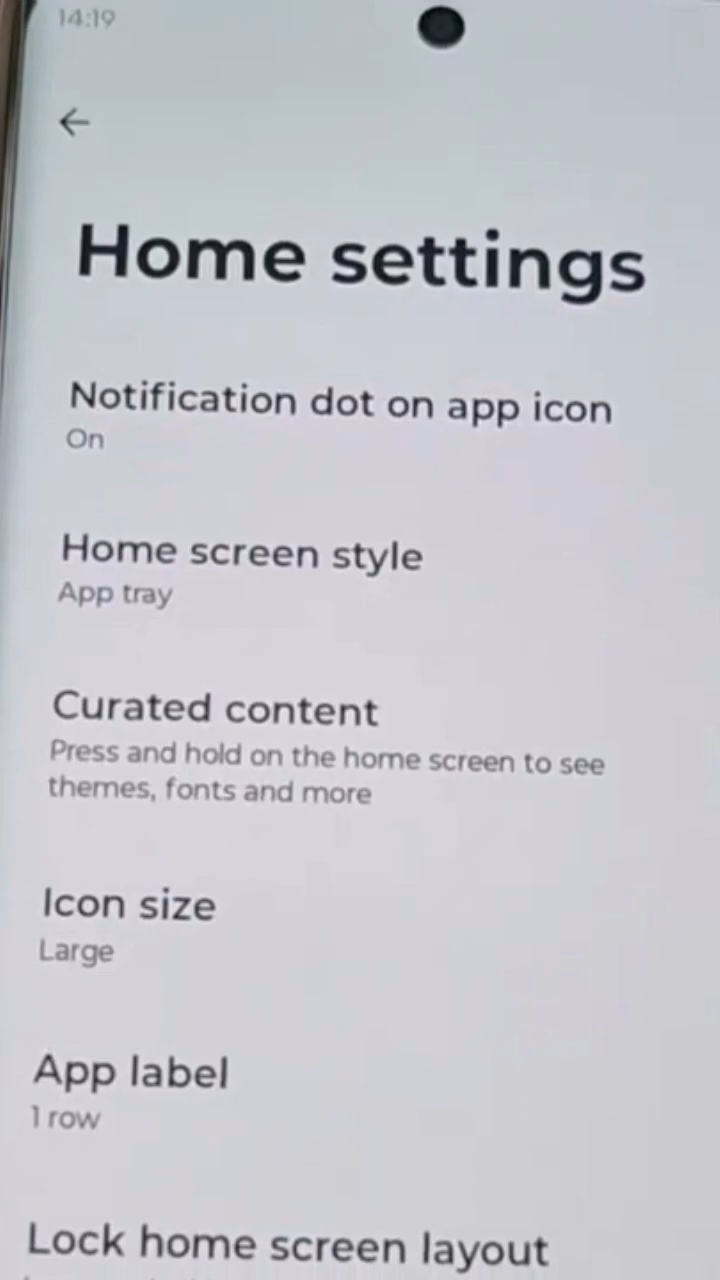 14:19
Home settings
Notification dot on app icon
On
Home screen style
App tray
Curated content
Press and hold on the home screen to see
themes, fonts and more
Icon size
Large
App label
1 row
Lock home screen layout